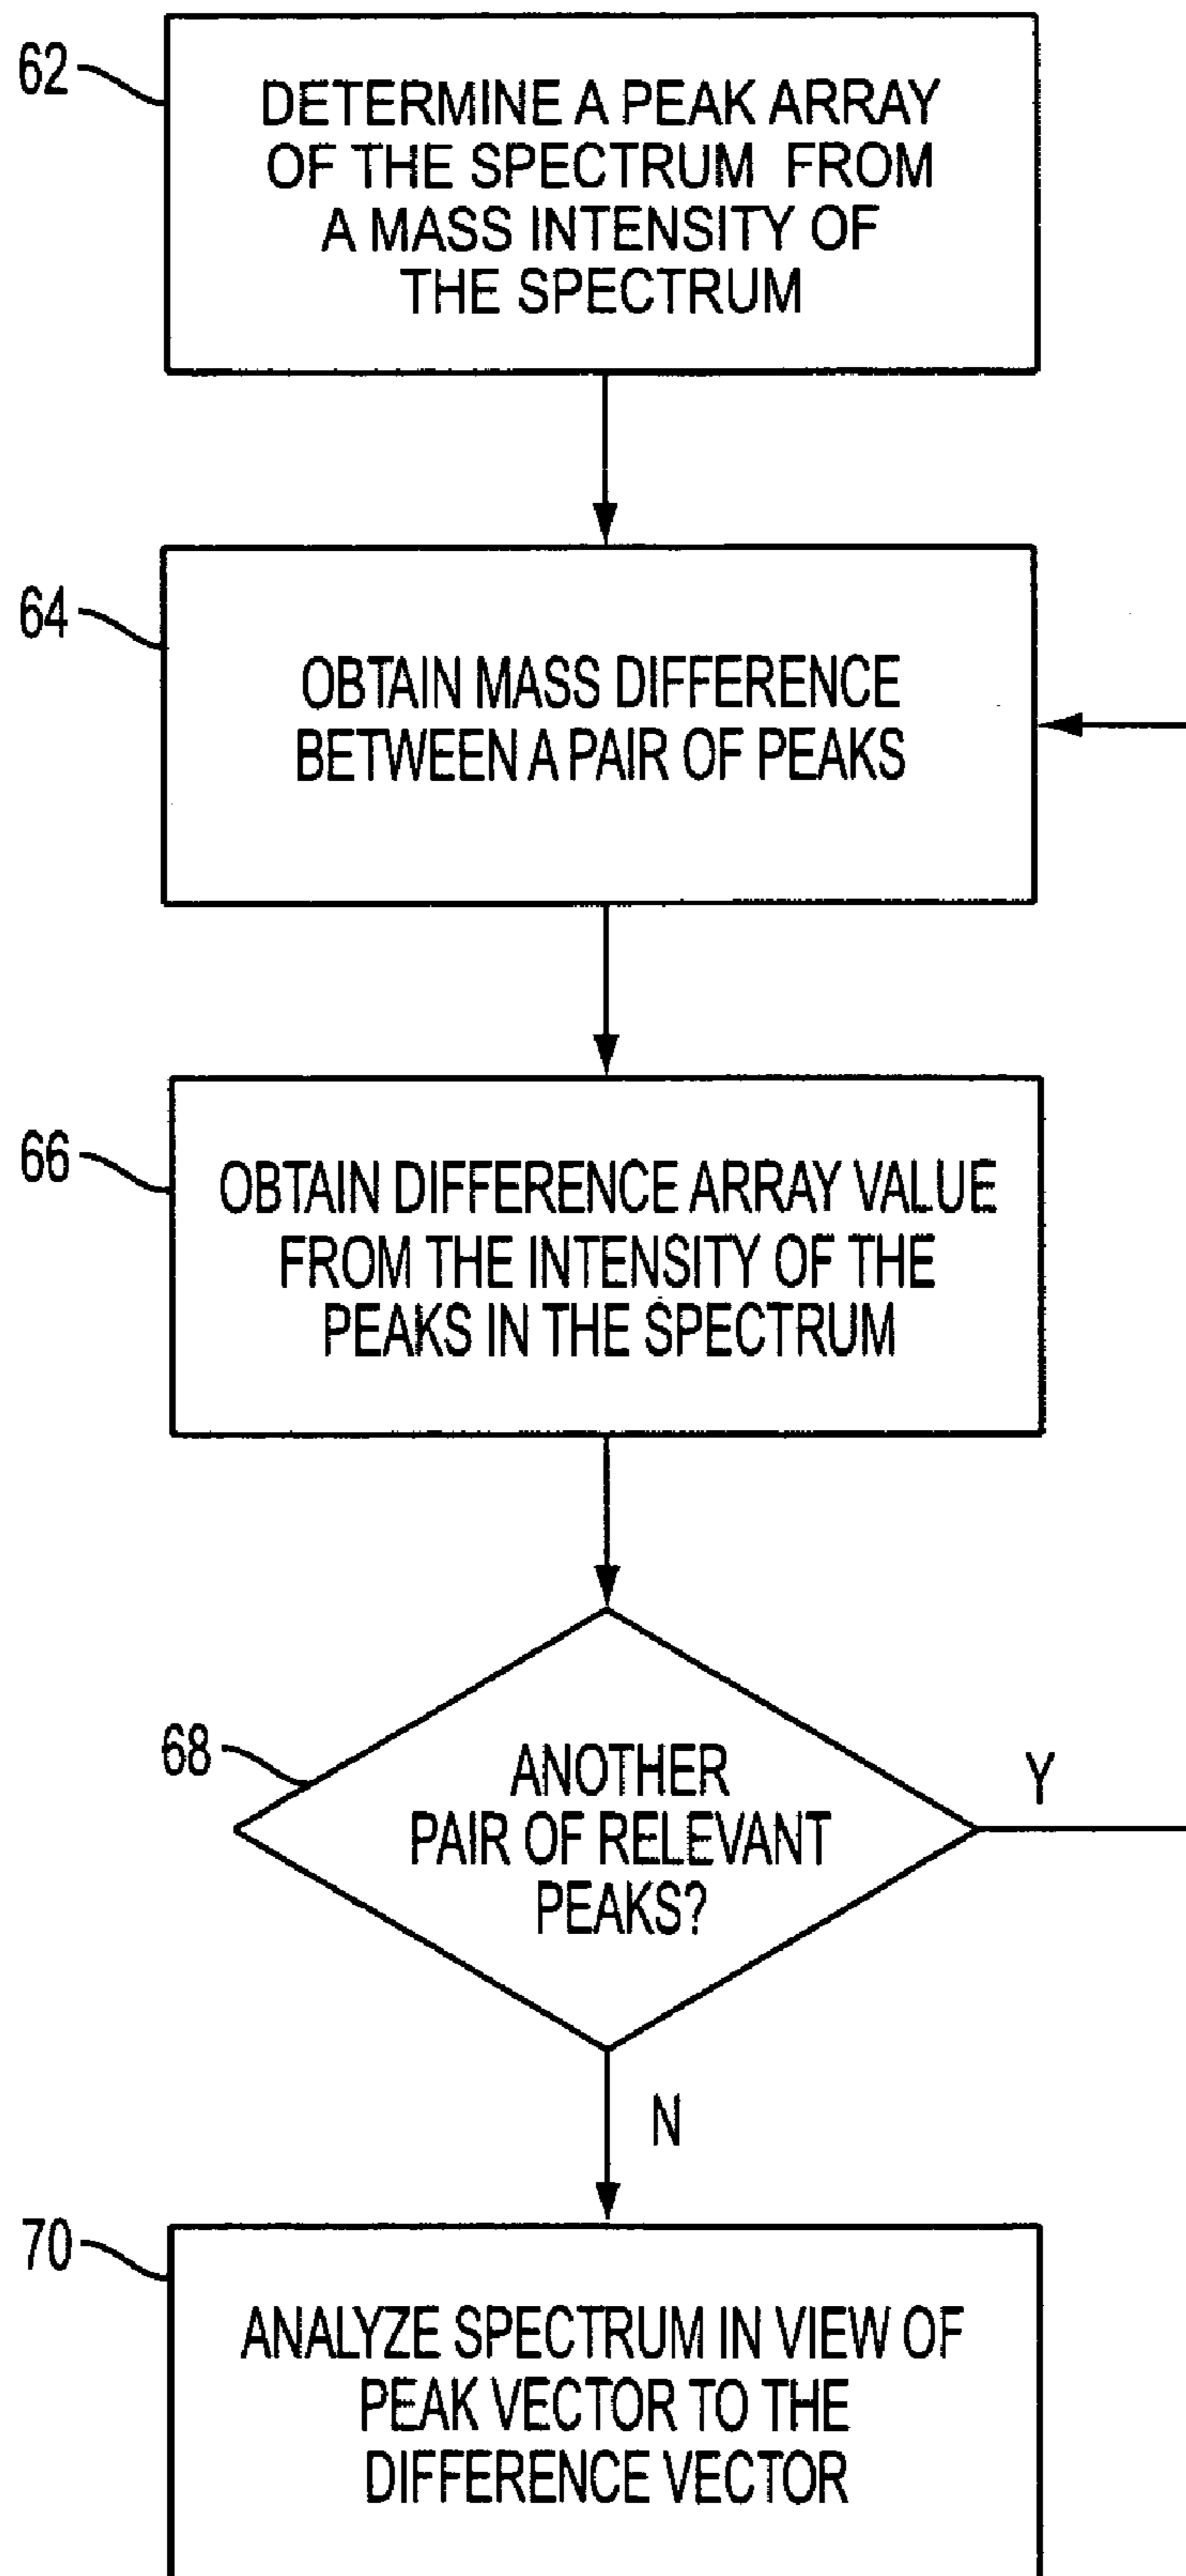 62
DETERMINE A PEAK ARRAY
OF THE SPECTRUM FROM
A MASS INTENSITY OF
THE SPECTRUM
64
OBTAIN MASS DIFFERENCE
BETWEEN A PAIR OF PEAKS
66
OBTAIN DIFFERENCE ARRAY VALUE
FROM THE INTENSITY OF THE
PEAKS IN THE SPECTRUM
68
ANOTHER
PAIR OF RELEVANT
PEAKS?
Y
N
70
ANALYZE SPECTRUM IN VIEW OF
PEAK VECTOR TO THE
DIFFERENCE VECTOR